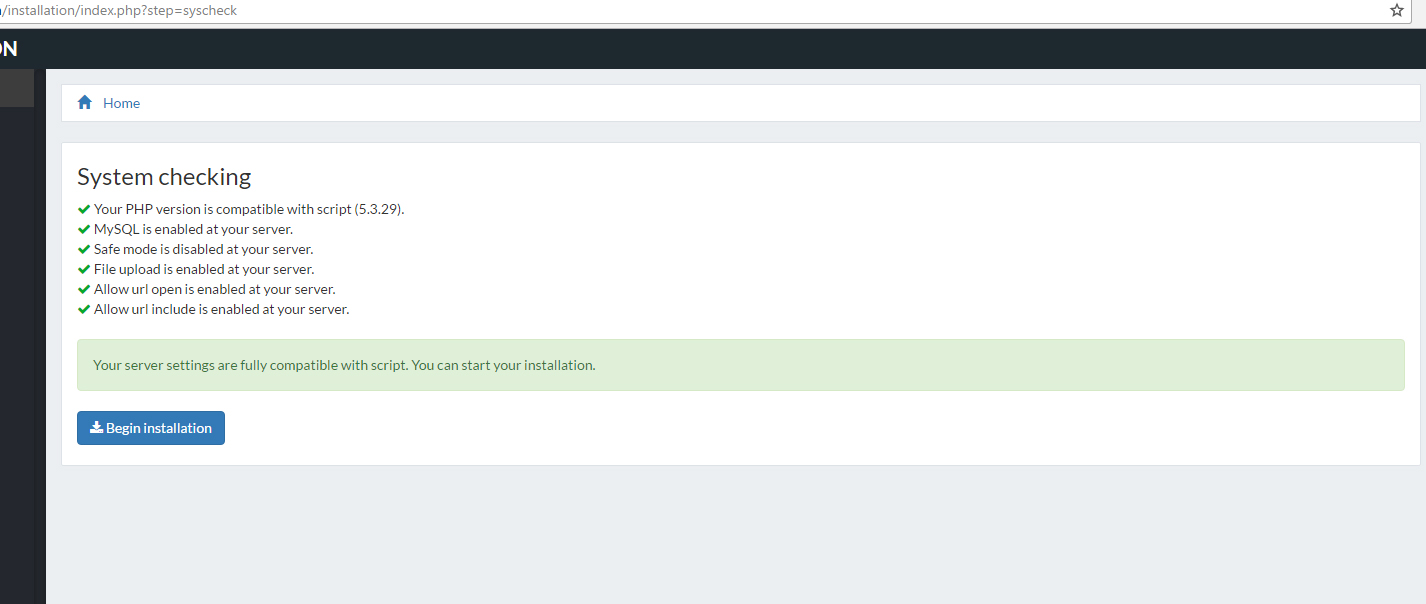 /installation/index.php?step=syscheck
ON
Home
System checking
Your PHP version is compatible with script (5.3.29).
MySQL is enabled at your server.
Safe mode is disabled at your server.
File upload is enabled at your server.
Allow url open is enabled at your server.
Allow url include is enabled at your server.
Your server settings are fully compatible with script. You can start your installation.
Begin installation